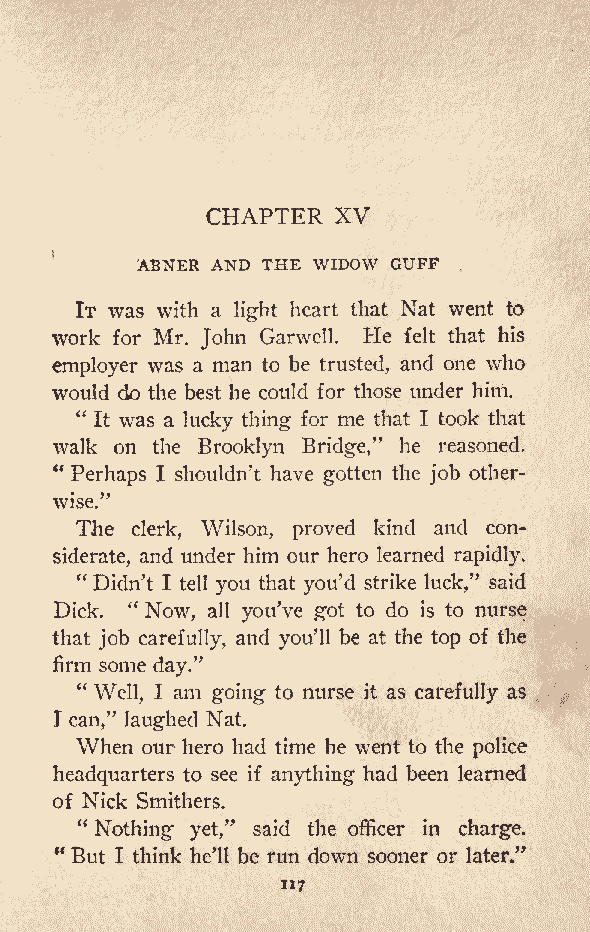 CHAPTER XV
ABNER AND THE WIDOW GUFF
IT was with a light heart that Nat went to
work for Mr. John Garwell. He felt that his
employer was a man to be trusted, and one who
would do the best he could for those under him.
“ It was a lucky thing for me that I took that
walk on the Brooklyn Bridge,” he reasoned.
“ Perhaps I shouldn’t have gotten the job other-
wise.”
The clerk, Wilson, proved kind and con-
siderate, and under him our hero learned rapidly.
“ Didn’t I tell you that you’d strike luck,” said
Dick. “ Now, all you’ve got to do is to nurse
that job carefully, and you’ll be at the top of the
firm some day.”
“ Well, I am going to nurse it as carefully as
I can,” laughed Nat.
When our hero had time he went to the police
headquarters to see if anything had been learned
of Nick Smithers.
“ Nothing yet,” said the officer in charge.
“ But I think he’ll be run down sooner or later.”
117